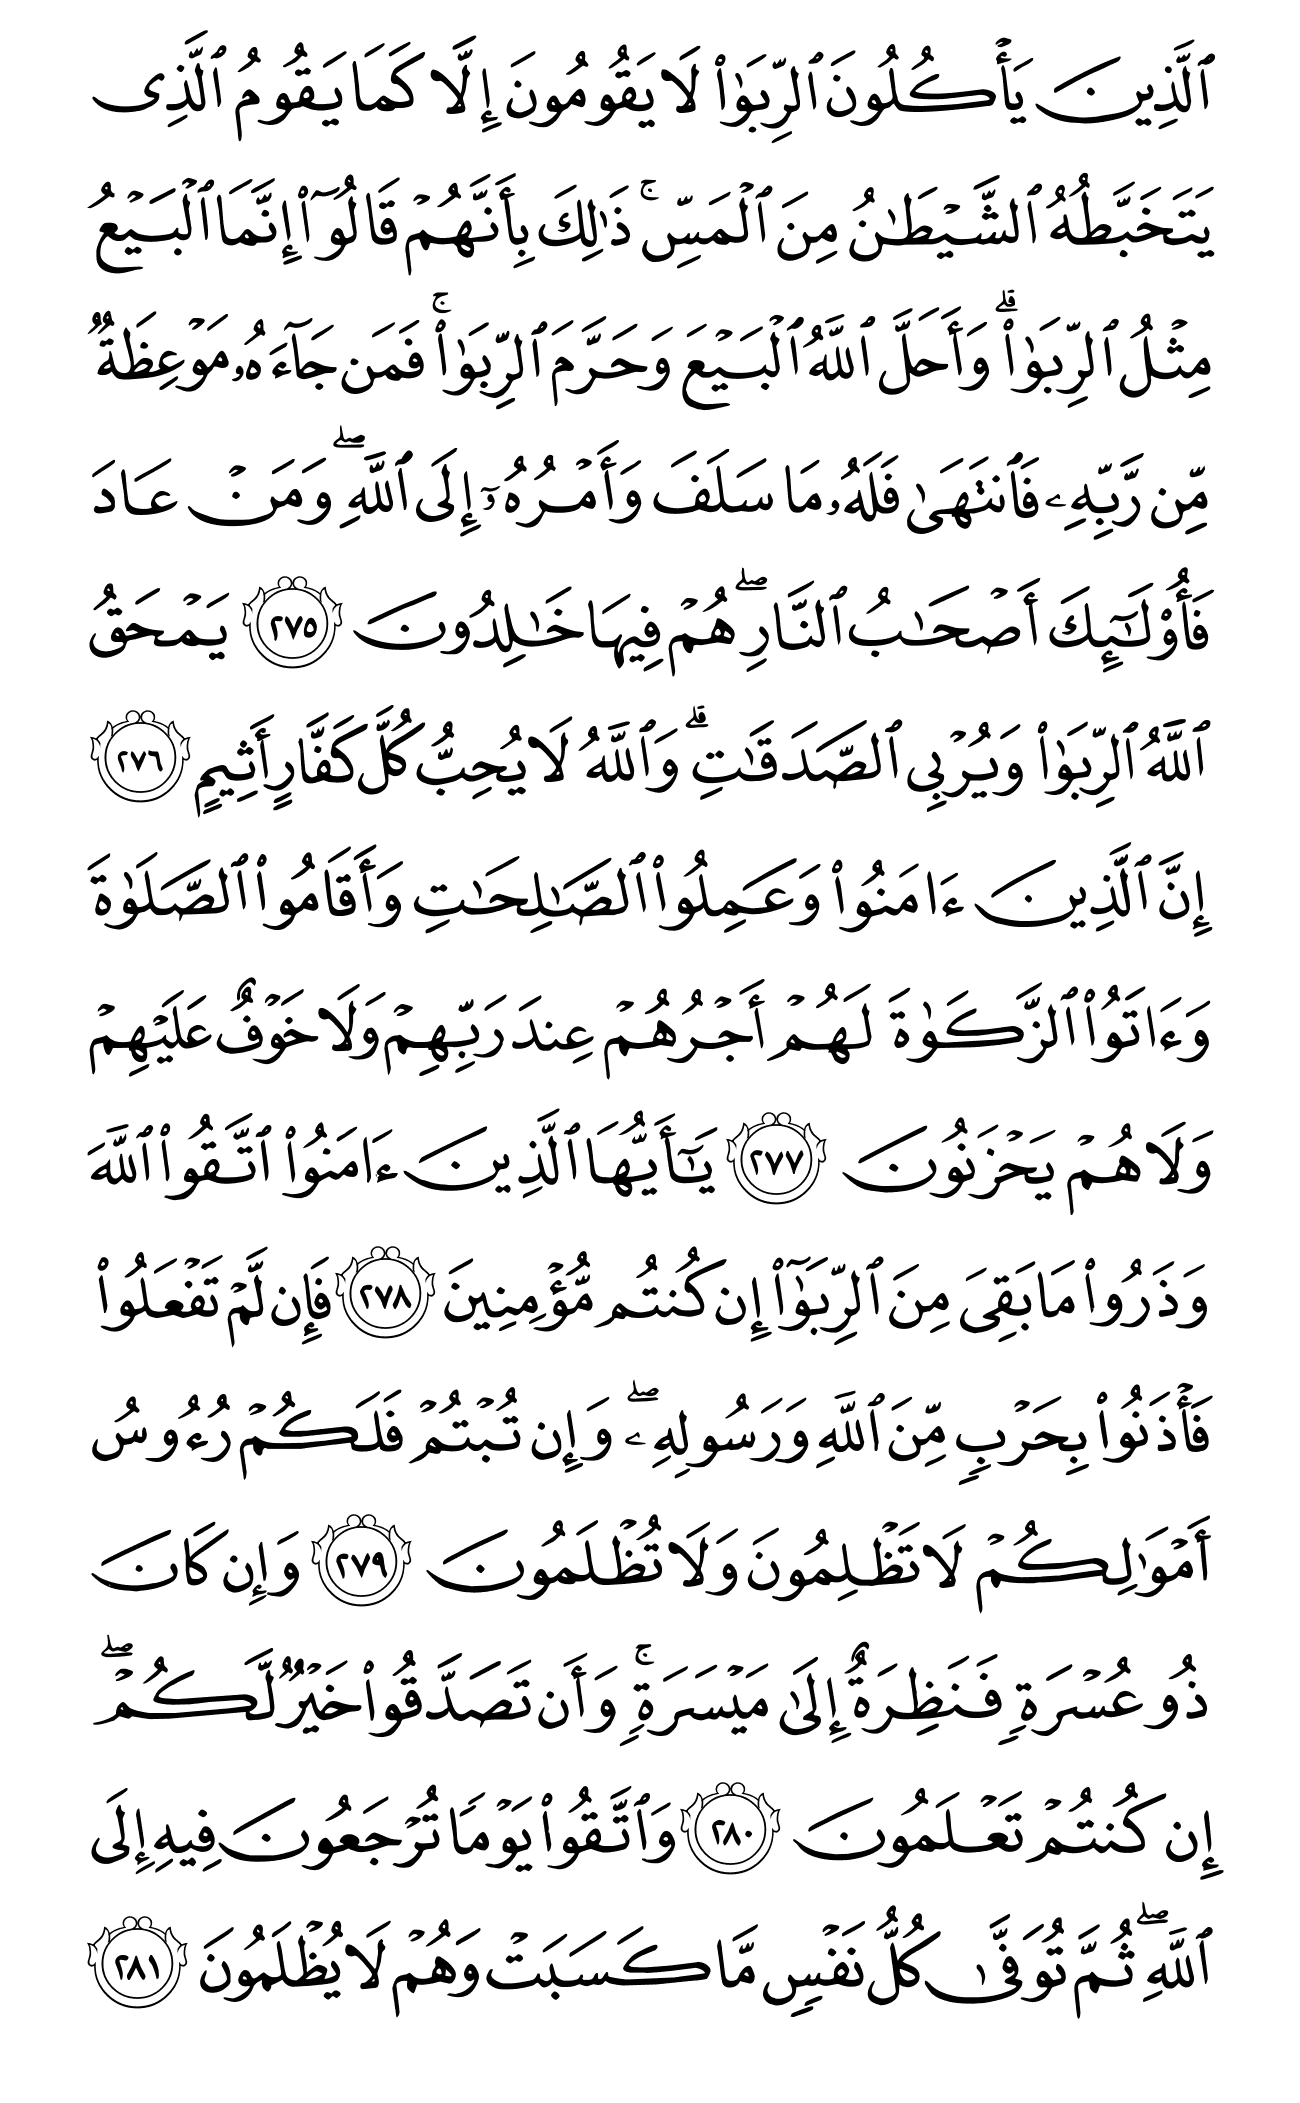 ٱلَّذِينَ يَأۡكُلُونَ ٱلرِّبَوٰاْ لَا يَقُومُونَ إِلَّا كَمَا يَقُومُ ٱلَّذِي
يَتَخَبَّطُهُ ٱلشَّيۡطَٰنُ مِنَ ٱلۡمَسِّۚ ذَٰلِكَ بِأَنَّهُمۡ قَالُوٓاْ إِنَّمَا ٱلۡبَيۡعُ
مِثۡلُ ٱلرِّبَوٰاْۗ وَأَحَلَّ ٱللَّهُ ٱلۡبَيۡعَ وَحَرَّمَ ٱلرِّبَوٰاْۚ فَمَن جَآءَهُۥ مَوۡعِظَةٞ
مِّن رَّبِّهِۦ فَٱنتَهَىٰ فَلَهُۥ مَا سَلَفَ وَأَمۡرُهُۥٓ إِلَى ٱللَّهِۖ وَمَنۡ عَادَ
فَأُوْلَٰٓئِكَ أَصۡحَٰبُ ٱلنَّارِۖ هُمۡ فِيهَا خَٰلِدُونَ ٢٧٥ يَمۡحَقُ
ٱللَّهُ ٱلرِّبَوٰاْ وَيُرۡبِي ٱلصَّدَقَٰتِۗ وَٱللَّهُ لَا يُحِبُّ كُلَّ كَفَّارٍ أَثِيمٍ ٢٧٦
إِنَّ ٱلَّذِينَ ءَامَنُواْ وَعَمِلُواْ ٱلصَّٰلِحَٰتِ وَأَقَامُواْ ٱلصَّلَوٰةَ
وَءَاتَوُاْ ٱلزَّكَوٰةَ لَهُمۡ أَجۡرُهُمۡ عِندَ رَبِّهِمۡ وَلَا خَوۡفٌ عَلَيۡهِمۡ
وَلَا هُمۡ يَحۡزَنُونَ ٢٧٧ يَٰٓأَيُّهَا ٱلَّذِينَ ءَامَنُواْ ٱتَّقُواْ ٱللَّهَ
وَذَرُواْ مَا بَقِيَ مِنَ ٱلرِّبَوٰٓاْ إِن كُنتُم مُّؤۡمِنِينَ ٢٧٨ فَإِن لَّمۡ تَفۡعَلُواْ
فَأۡذَنُواْ بِحَرۡبٖ مِّنَ ٱللَّهِ وَرَسُولِهِۦۖ وَإِن تُبۡتُمۡ فَلَكُمۡ رُءُوسُ
أَمۡوَٰلِكُمۡ لَا تَظۡلِمُونَ وَلَا تُظۡلَمُونَ ٢٧٩ وَإِن كَانَ
ذُو عُسۡرَةٖ فَنَظِرَةٌ إِلَىٰ مَيۡسَرَةٖۚ وَأَن تَصَدَّقُواْ خَيۡرٞ لَّكُمۡۖ
إِن كُنتُمۡ تَعۡلَمُونَ ٢٨٠ وَٱتَّقُواْ يَوۡمٗا تُرۡجَعُونَ فِيهِ إِلَى
ٱللَّهِۖ ثُمَّ تُوَفَّىٰ كُلُّ نَفۡسٖ مَّا كَسَبَتۡ وَهُمۡ لَا يُظۡلَمُونَ ٢٨١